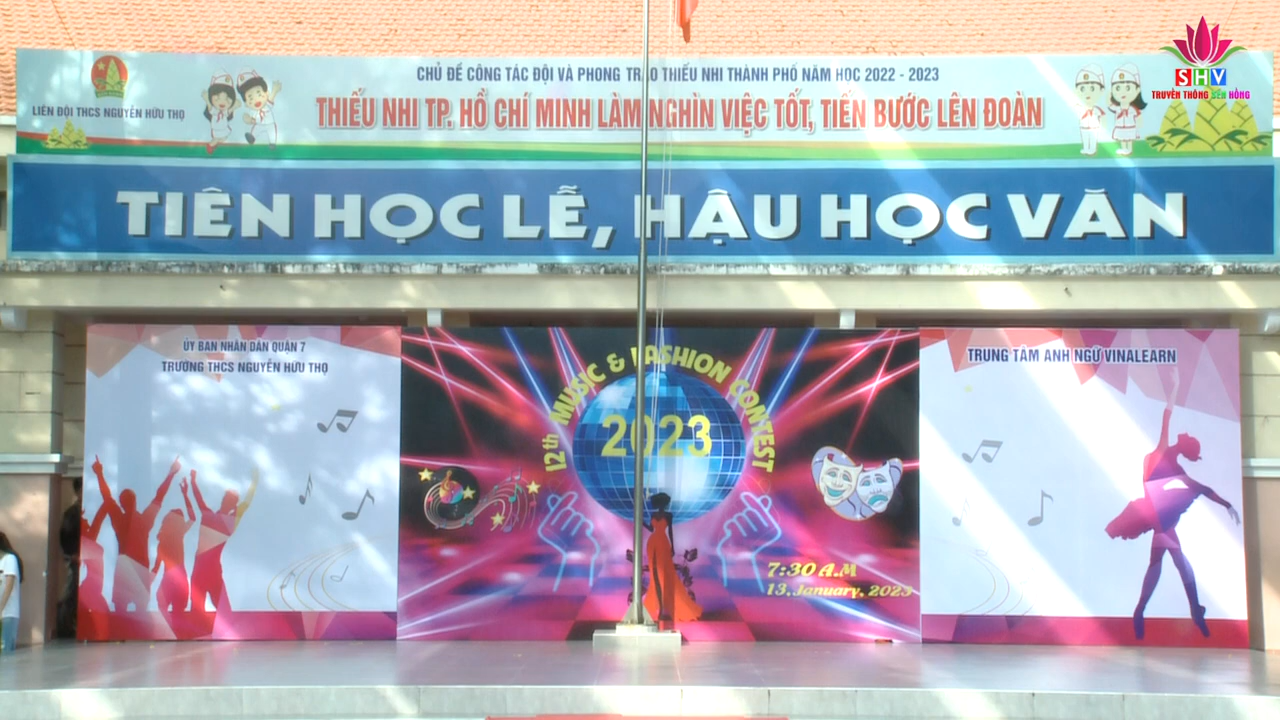 SHV
TRUYỀN THÔNG SEN HỒNG
CHỦ ĐỀ CÔNG TÁC ĐỘI VÀ PHONG TRÀO THIẾU NHI THÀNH PHỐ NĂM HỌC 2022 - 2023
LIÊN ĐỘI THCS NGUYỄN HỮU THỌ
THIẾU NHI TP. HỒ CHÍ MINH LÀM NGHÌN VIỆC TỐT, TIẾN BƯỚC LÊN ĐOÀN
TIÊN HỌC LỄ, HẬU HỌC VĂN
ỦY BAN NHÂN DÂN QUẬN 7
TRƯỜNG THCS NGUYỄN HỮU THỌ
12th MUSIC & FASHION CONTEST
2023
7:30 A.M
13, January, 2023
TRUNG TÂM ANH NGỮ VINALEARN